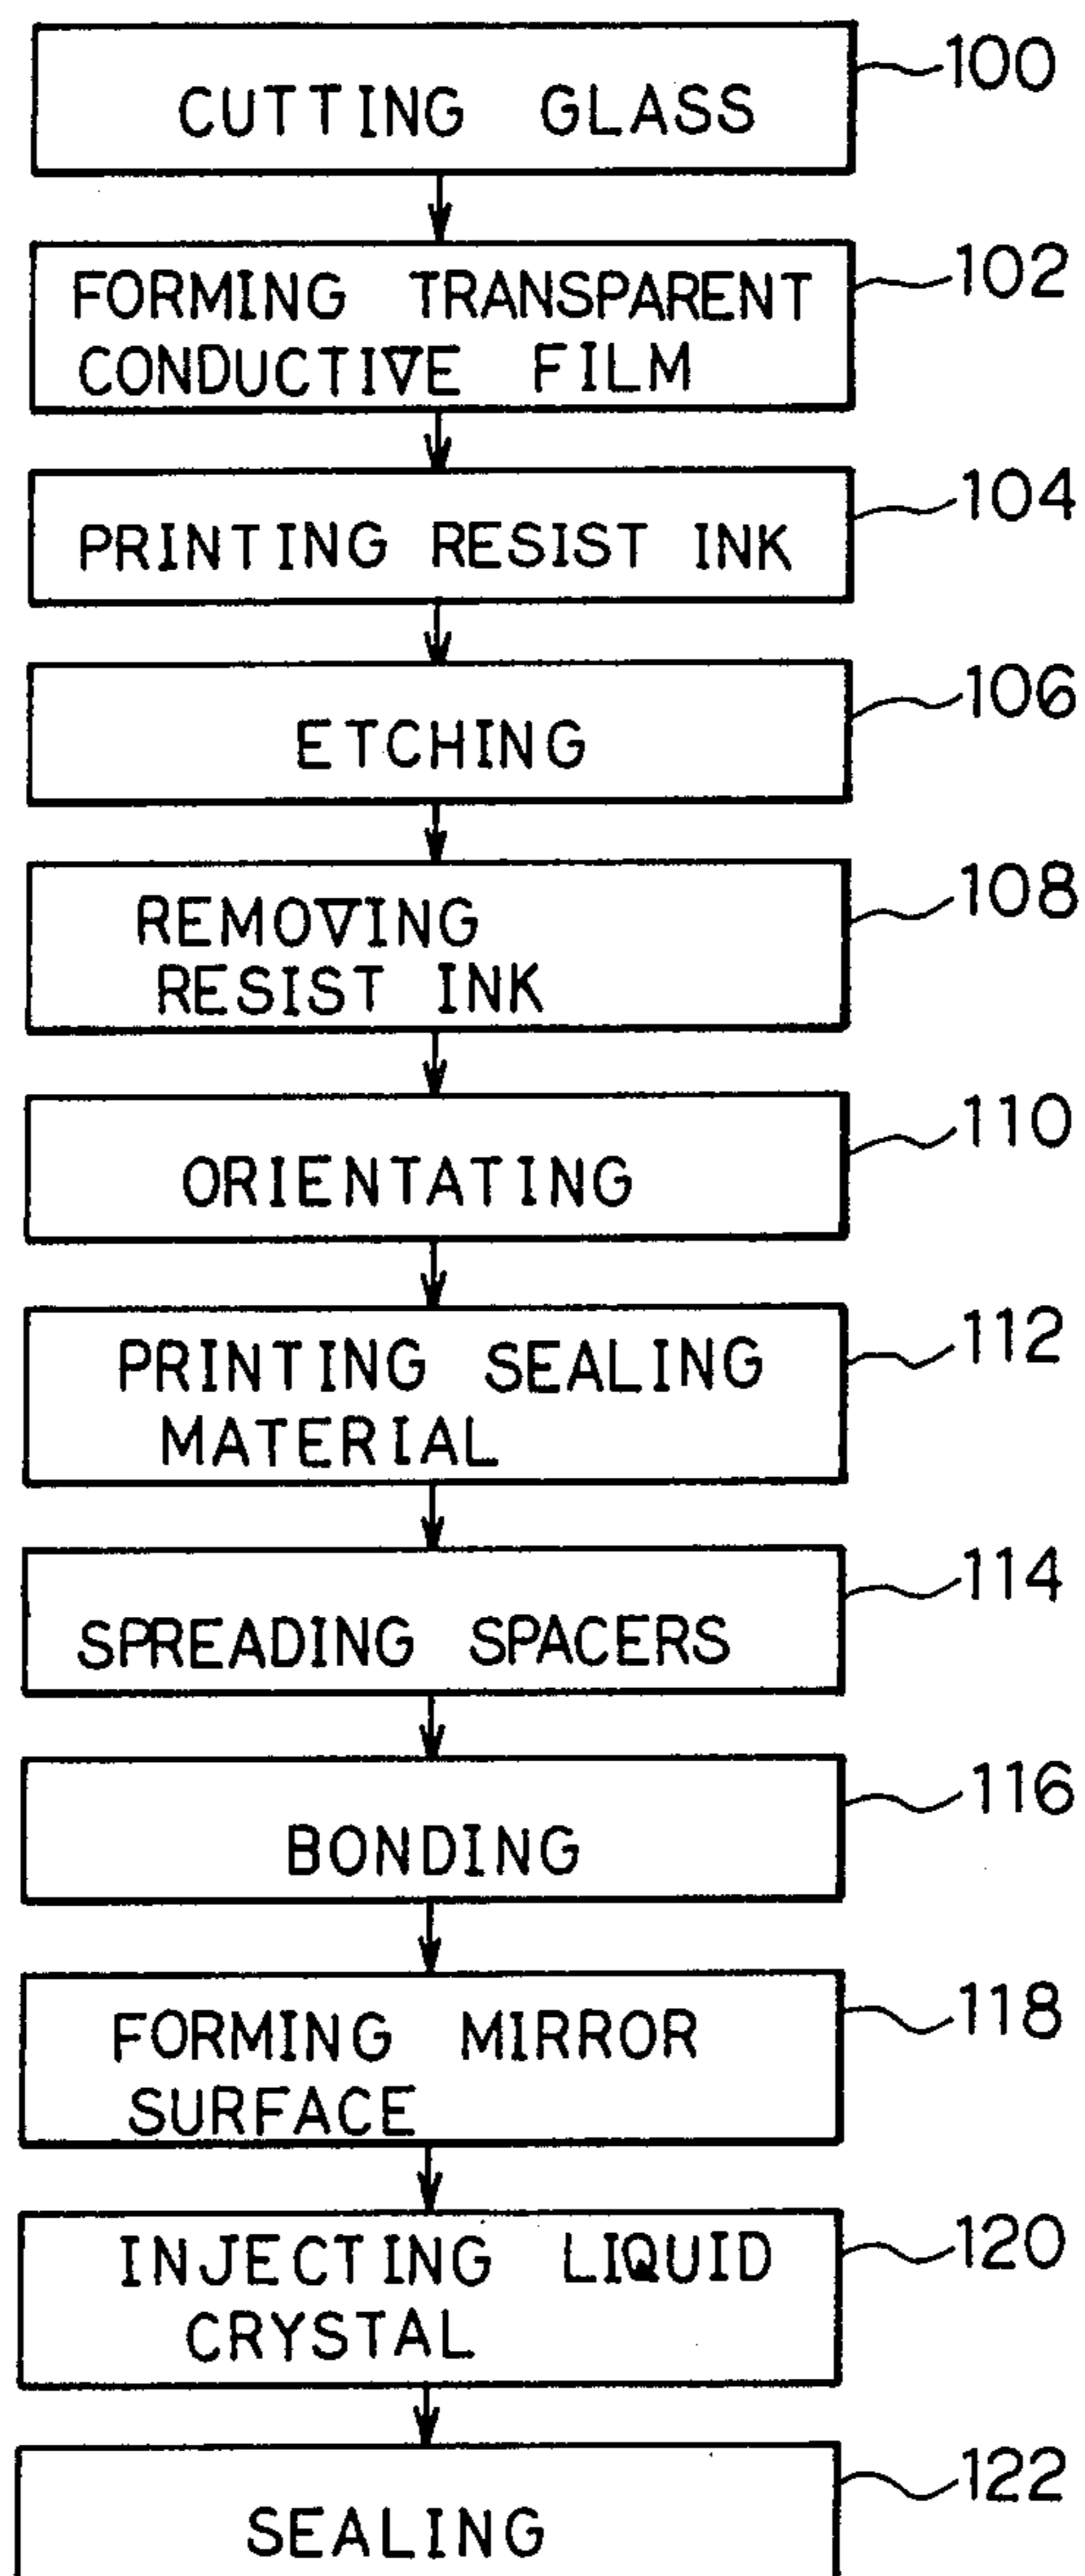 CUTTING GLASS
100
FORMING TRANSPARENT
CONDUCTIVE FILM
102
PRINTING RESIST INK
104
ETCHING
106
REMOVING
RESIST INK
108
ORIENTATING
110
PRINTING SEALING
MATERIAL
112
SPREADING SPACERS
114
BONDING
116
FORMING MIRROR
SURFACE
118
INJECTING LIQUID
CRYSTAL
120
SEALING
122